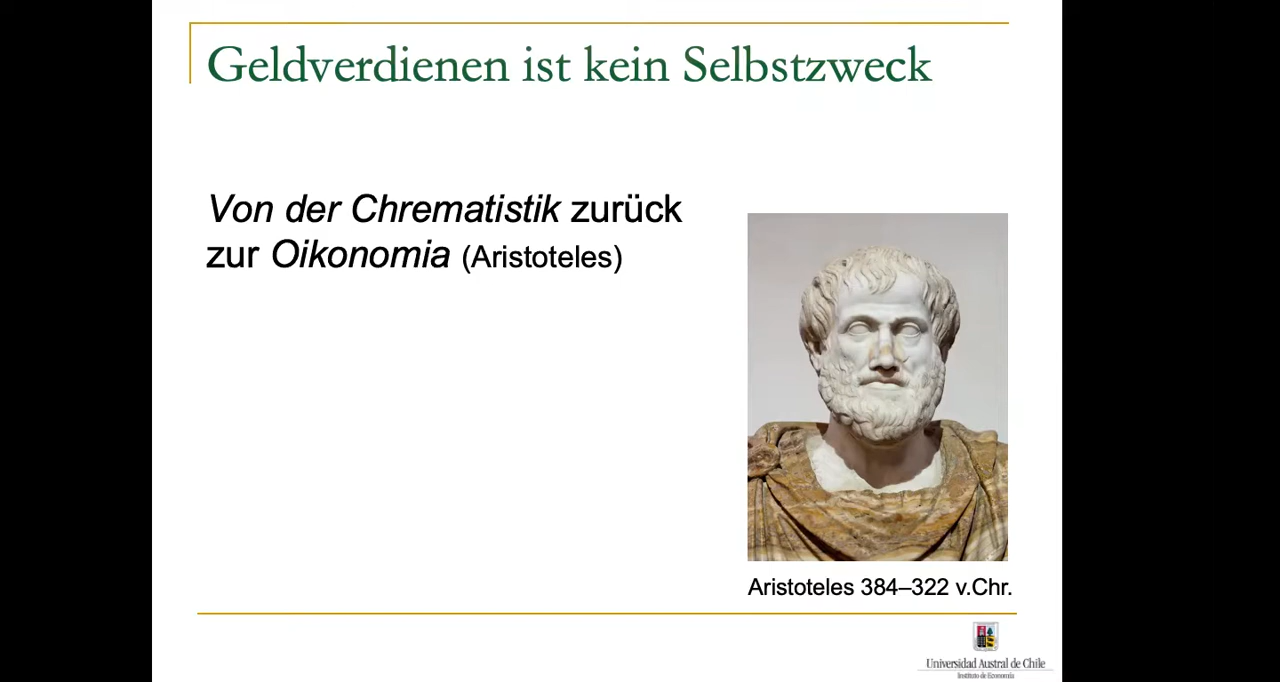 Geldverdienen ist kein Selbstzweck
Von der Chrematistik zurück
zur Oikonomia (Aristoteles)
Aristoteles 384–322 v.Chr.
Universidad Austral de Chile
Instituto de Economía